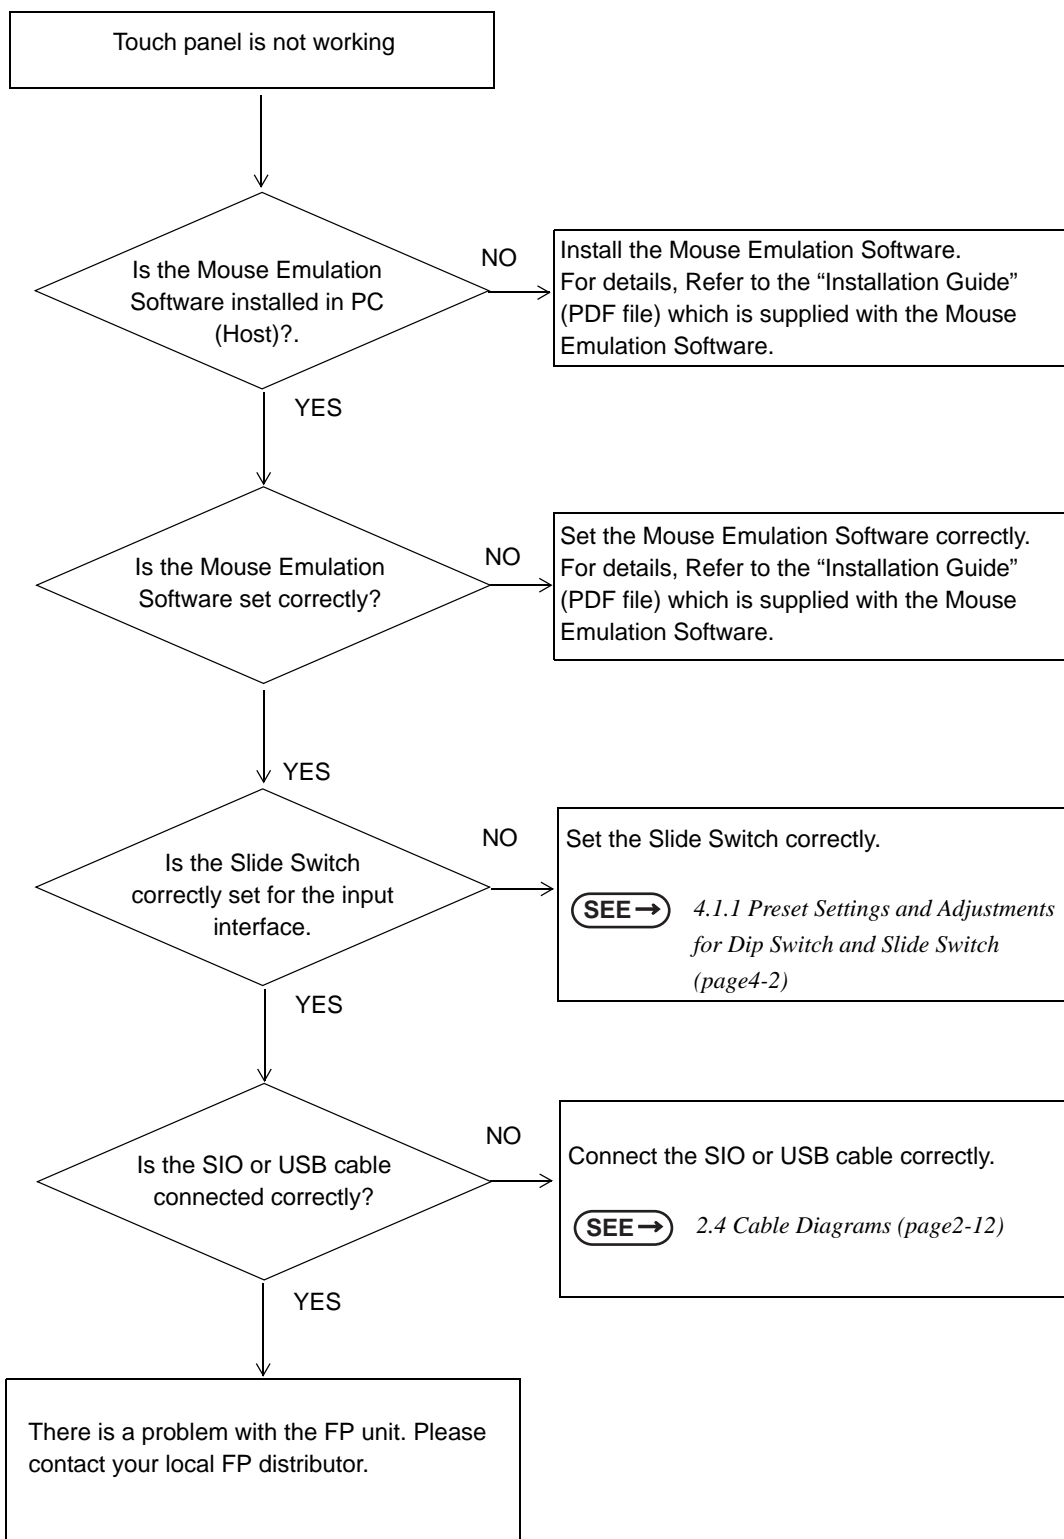 Touch panel is not working
Is the Mouse Emulation
Software installed in PC
(Host)?.
NO
Install the Mouse Emulation Software.
For details, Refer to the “Installation Guide”
(PDF file) which is supplied with the Mouse
Emulation Software.
YES
Is the Mouse Emulation
Software set correctly?
NO
Set the Mouse Emulation Software correctly.
For details, Refer to the “Installation Guide”
(PDF file) which is supplied with the Mouse
Emulation Software.
YES
Is the Slide Switch
correctly set for the input
interface.
NO
Set the Slide Switch correctly.
SEE→ 4.1.1 Preset Settings and Adjustments
for Dip Switch and Slide Switch
(page4-2)
YES
Is the SIO or USB cable
connected correctly?
NO
Connect the SIO or USB cable correctly.
SEE→ 2.4 Cable Diagrams (page2-12)
YES
There is a problem with the FP unit. Please
contact your local FP distributor.